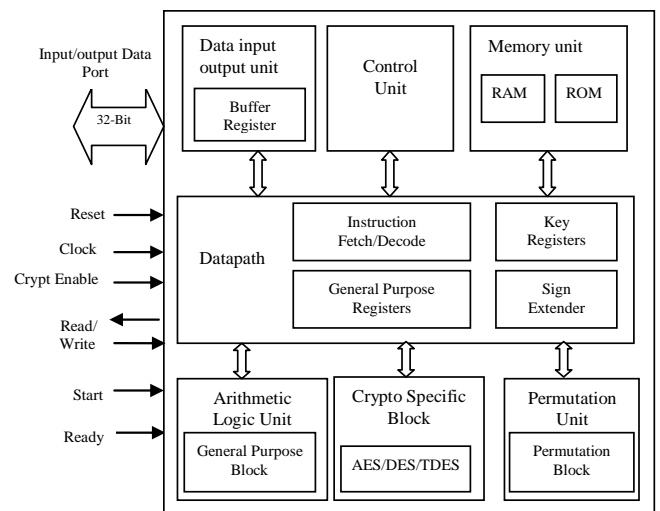 Input/output Data
Port
32-Bit
Reset
Clock
Crypt Enable
Read/
Write
Start
Ready
Data input
output unit
Buffer
Register
Control
Unit
Memory unit
RAM
ROM
Datapath
Instruction
Fetch/Decode
Key
Registers
General Purpose
Registers
Sign
Extender
Arithmetic
Logic Unit
General Purpose
Block
Crypto Specific
Block
AES/DES/TDES
Permutation
Unit
Permutation
Block